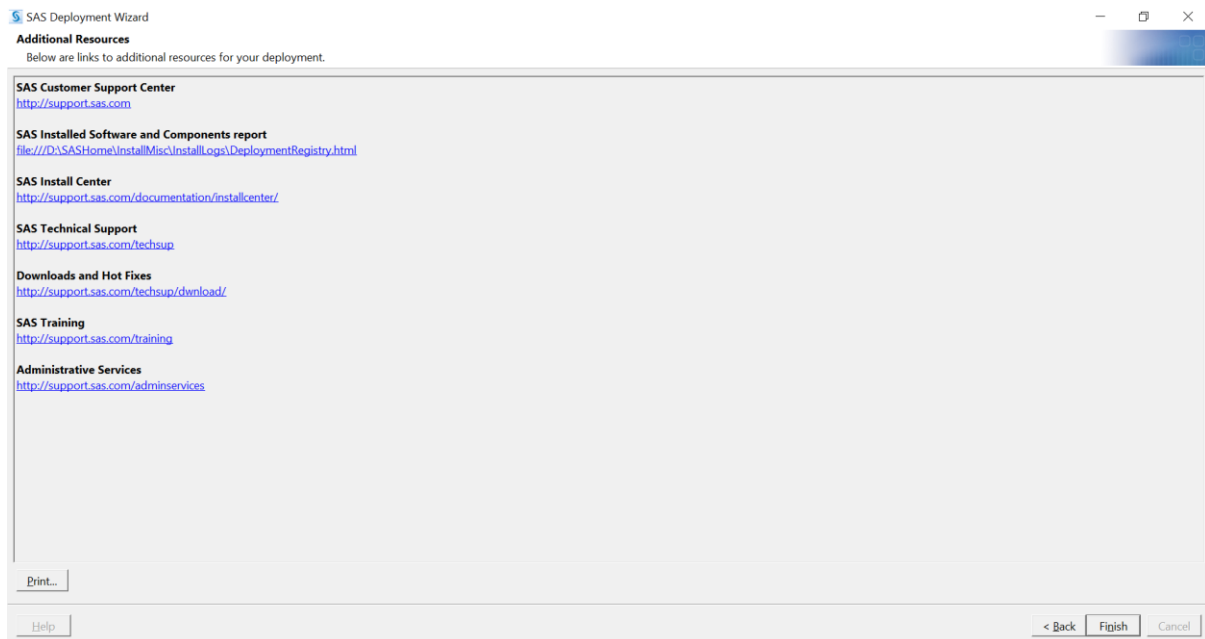 SAS Deployment Wizard
Additional Resources
Below are links to additional resources for your deployment.
SAS Customer Support Center
http://support.sas.com
SAS Installed Software and Components report
file:///D:\SASHome\InstallMisc\InstallLogs\DeploymentRegistry.html
SAS Install Center
http://support.sas.com/documentation/installcenter/
SAS Technical Support
http://support.sas.com/techsup
Downloads and Hot Fixes
http://support.sas.com/techsup/dwnload/
SAS Training
http://support.sas.com/training
Administrative Services
http://support.sas.com/adminservices
Print...
Help
< Back
Finish
Cancel